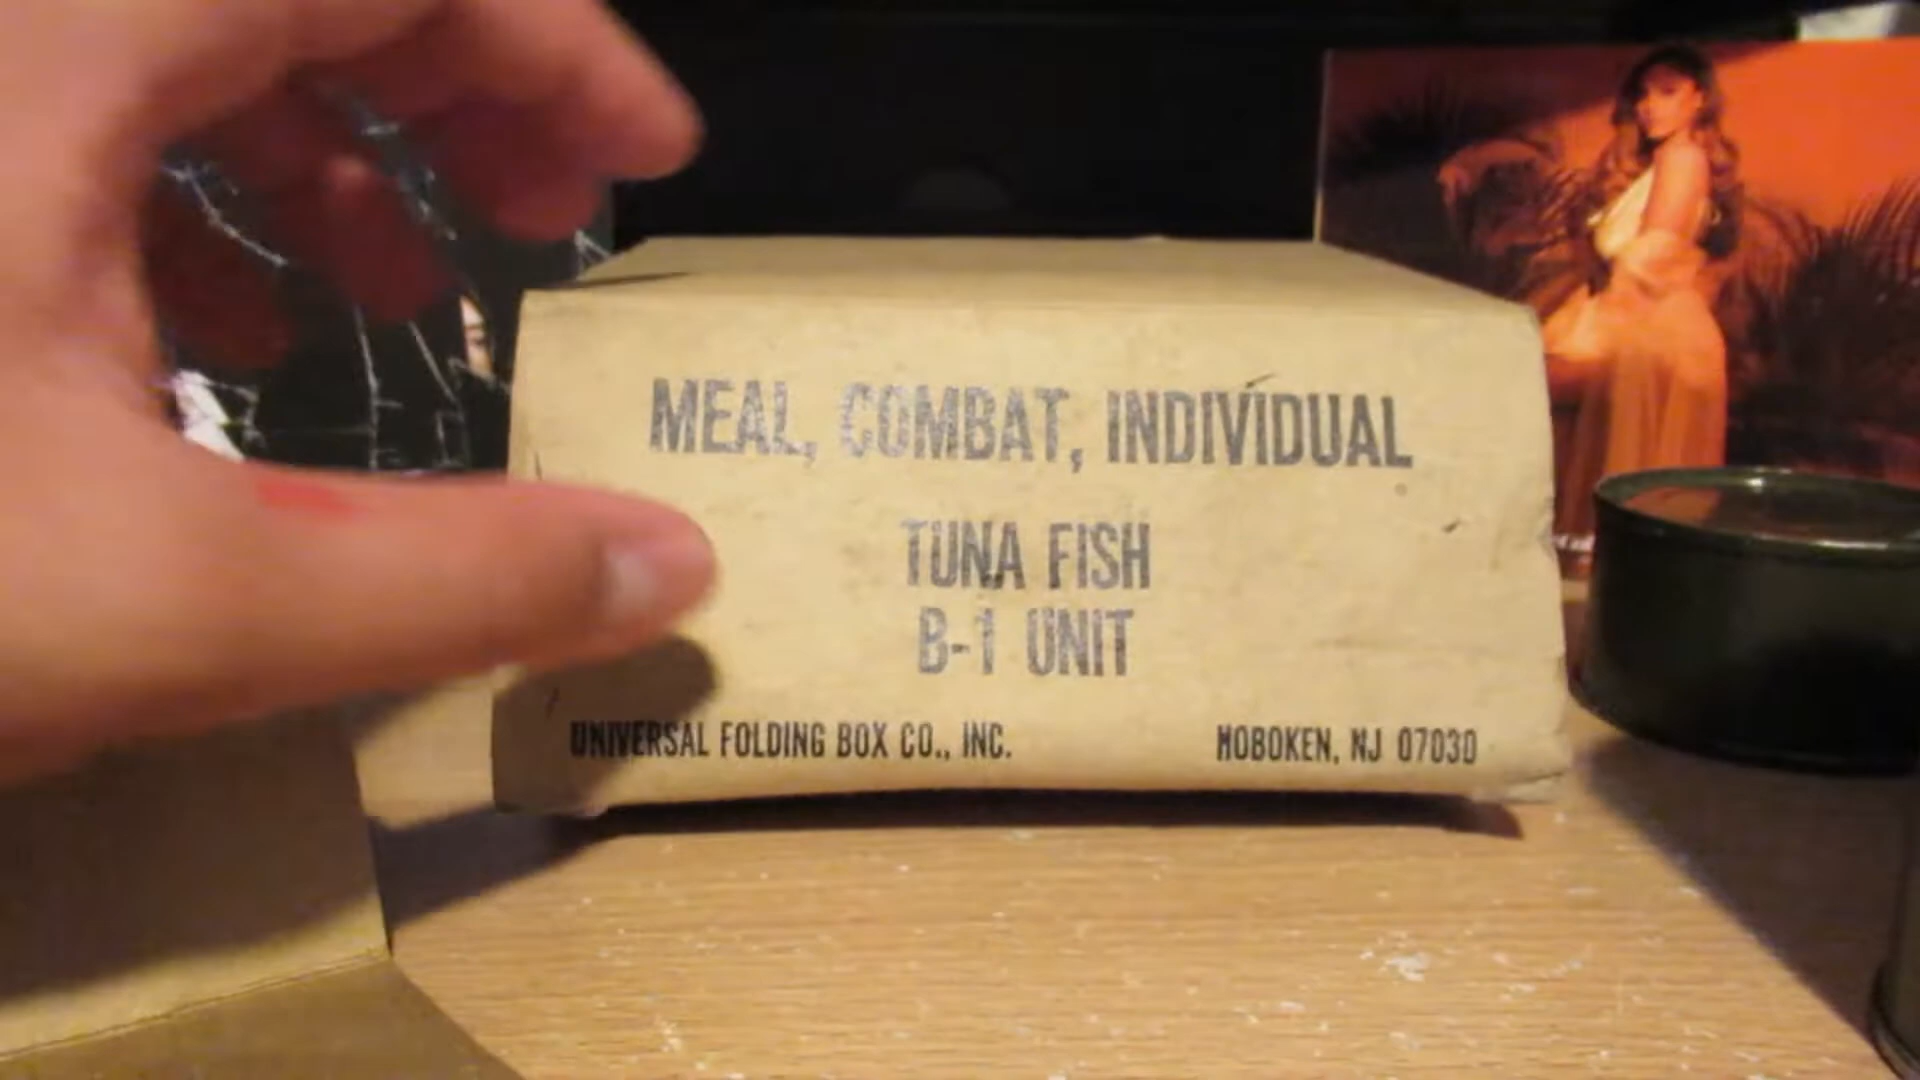 MEAL, COMBAT, INDIVIDUAL
TUNA FISH
B-1 UNIT
UNIVERSAL FOLDING BOX CO., INC. HOBOKEN, NJ 07030